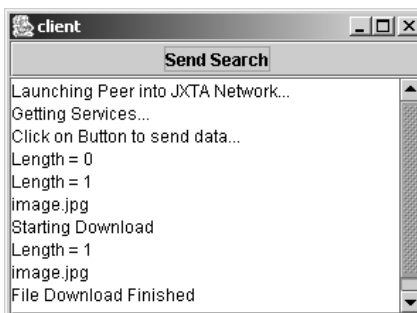 client
Send Search
Launching Peer into JXTA Network...
Getting Services...
Click on Button to send data...
Length = 0
Length = 1
image.jpg
Starting Download
Length = 1
image.jpg
File Download Finished